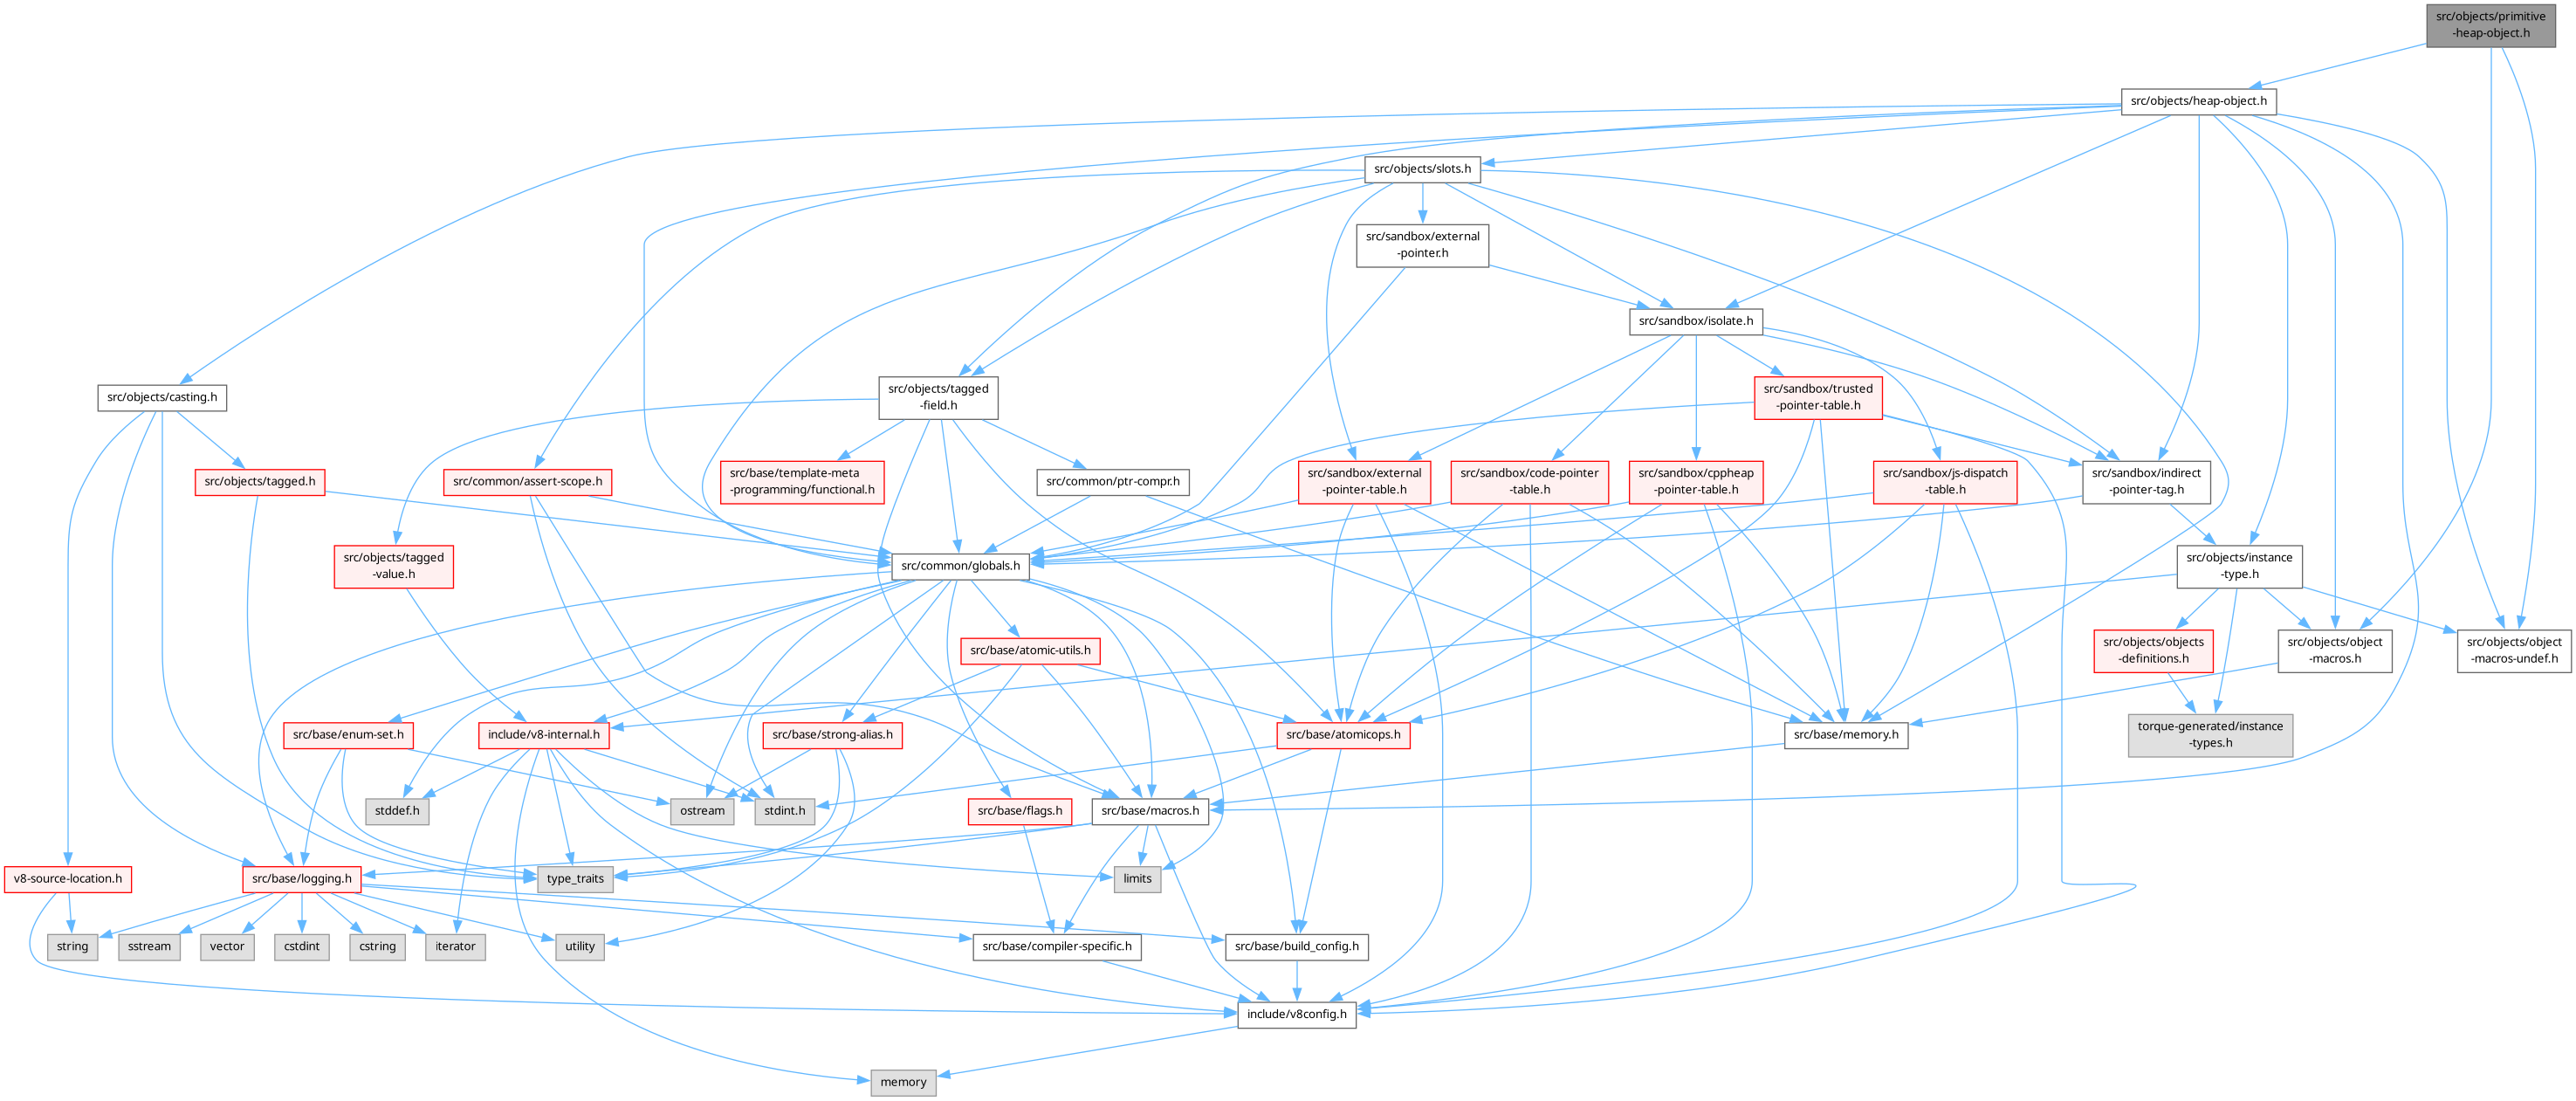 src/objects/primitive
-heap-object.h
src/objects/heap-object.h
src/objects/slots.h
src/sandbox/external
-pointer.h
src/sandbox/isolate.h
src/objects/casting.h
src/objects/tagged
-field.h
src/sandbox/trusted
-pointer-table.h
src/objects/tagged.h
src/common/assert-scope.h
src/base/template-meta
-programming/functional.h
src/common/ptr-compr.h
src/sandbox/external
-pointer-table.h
src/sandbox/code-pointer
-table.h
src/sandbox/cppheap
-pointer-table.h
src/sandbox/js-dispatch
-table.h
src/sandbox/indirect
-pointer-tag.h
src/objects/tagged
-value.h
src/common/globals.h
src/objects/instance
-type.h
src/base/atomic-utils.h
src/objects/objects
-definitions.h
src/objects/object
-macros.h
src/objects/object
-macros-undef.h
src/base/enum-set.h
include/v8-internal.h
src/base/strong-alias.h
src/base/atomicops.h
src/base/memory.h
torque-generated/instance
-types.h
stddef.h
ostream
stdint.h
src/base/flags.h
src/base/macros.h
v8-source-location.h
src/base/logging.h
type_traits
limits
string
sstream
vector
cstdint
cstring
iterator
utility
src/base/compiler-specific.h
src/base/build_config.h
include/v8config.h
memory